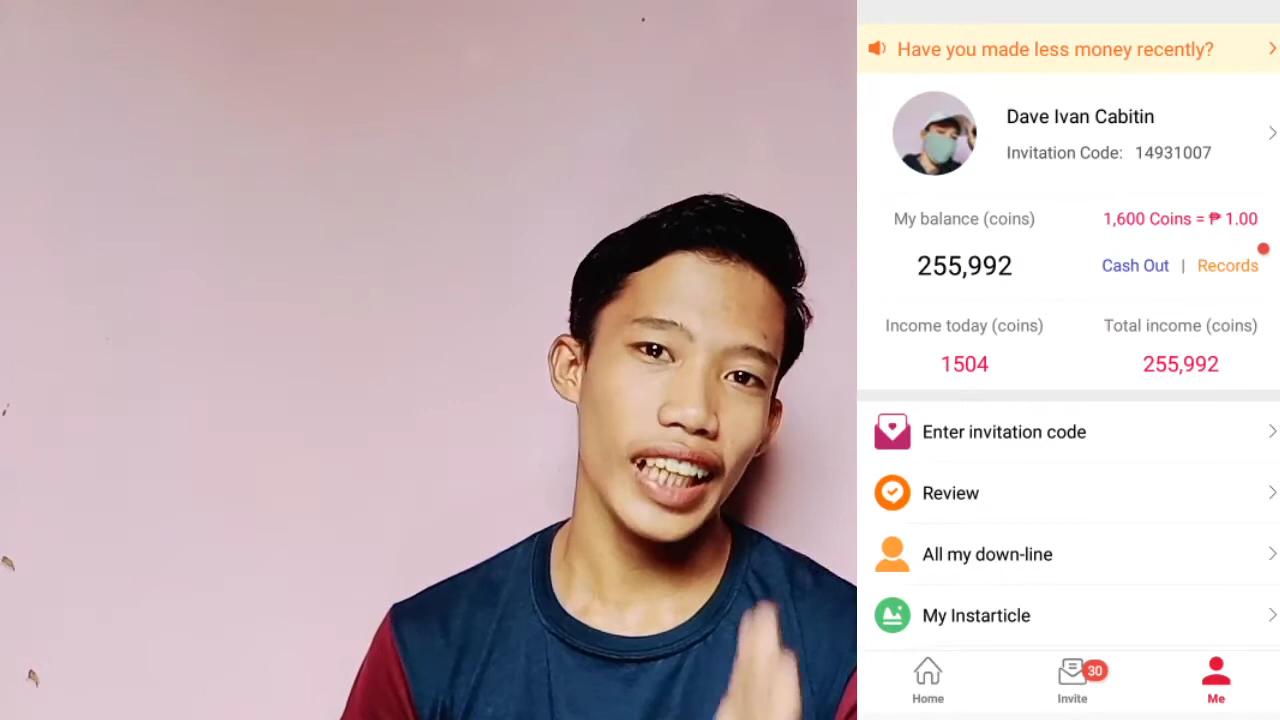 Have you made less money recently?
Dave Ivan Cabitin
Invitation Code: 14931007
My balance (coins)
1,600 Coins = ₱ 1.00
255,992
Cash Out | Records
Income today (coins)
Total income (coins)
1504
255,992
Enter invitation code
Review
All my down-line
My Instarticle
30
Home
Invite
Me